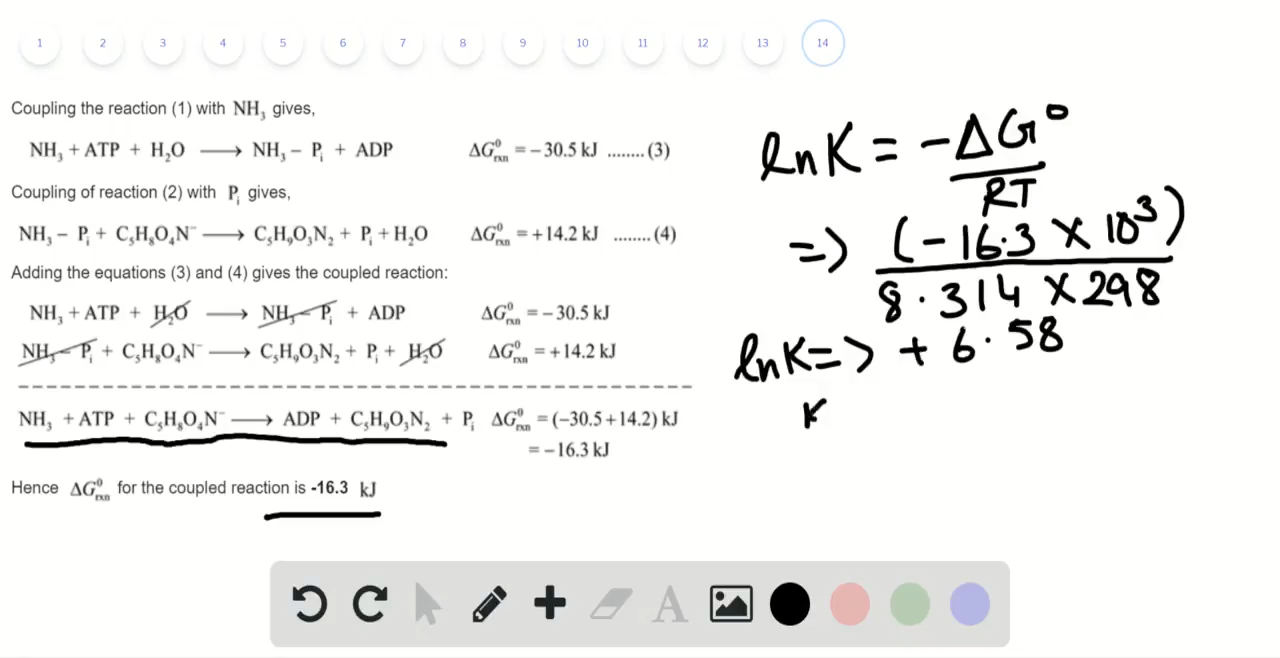 1 2 3 4 5 6 7 8 9 10 11 12 13 14
Coupling the reaction (1) with NH₃ gives,
NH₃ + ATP + H₂O ⟶ NH₃ − Pᵢ + ADP ΔG⁰ᵣₓₙ = − 30.5 kJ ........(3)
Coupling of reaction (2) with Pᵢ gives,
NH₃ − Pᵢ + C₅H₈O₄N⁻ ⟶ C₅H₉O₃N₂ + Pᵢ + H₂O ΔG⁰ᵣₓₙ = +14.2 kJ ........(4)
Adding the equations (3) and (4) gives the coupled reaction:
NH₃ + ATP + H₂O ⟶ NH₃ − Pᵢ + ADP ΔG⁰ᵣₓₙ = − 30.5 kJ
NH₃ − Pᵢ + C₅H₈O₄N⁻ ⟶ C₅H₉O₃N₂ + Pᵢ + H₂O ΔG⁰ᵣₓₙ = +14.2 kJ
NH₃ + ATP + C₅H₈O₄N⁻ ⟶ ADP + C₅H₉O₃N₂ + Pᵢ ΔG⁰ᵣₓₙ = (−30.5+14.2) kJ
= −16.3 kJ
Hence ΔG⁰ᵣₓₙ for the coupled reaction is -16.3 kJ
lnK = -ΔG°
RT
=> (-16.3 × 10³)
8.314 × 298
lnK => + 6.58
K
A